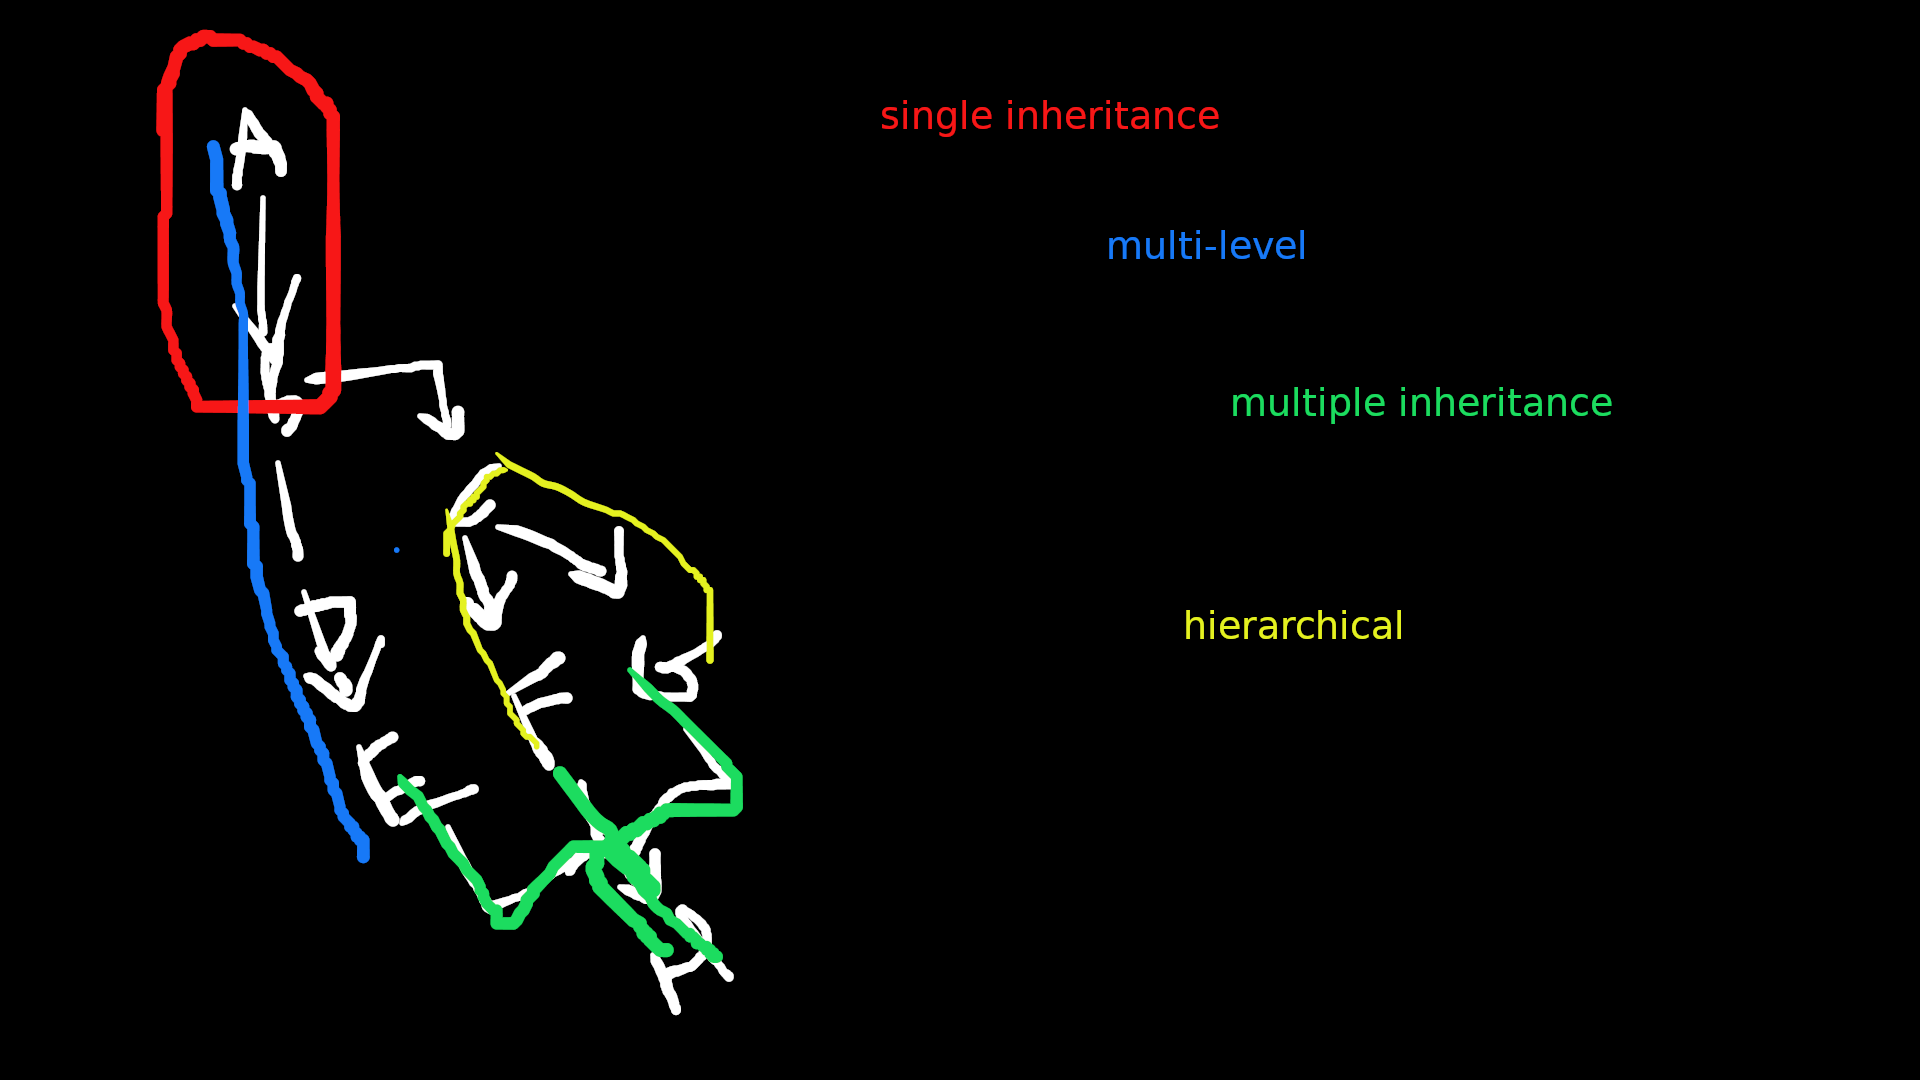 A
single inheritance
multi-level
multiple inheritance
D
hierarchical
F
E